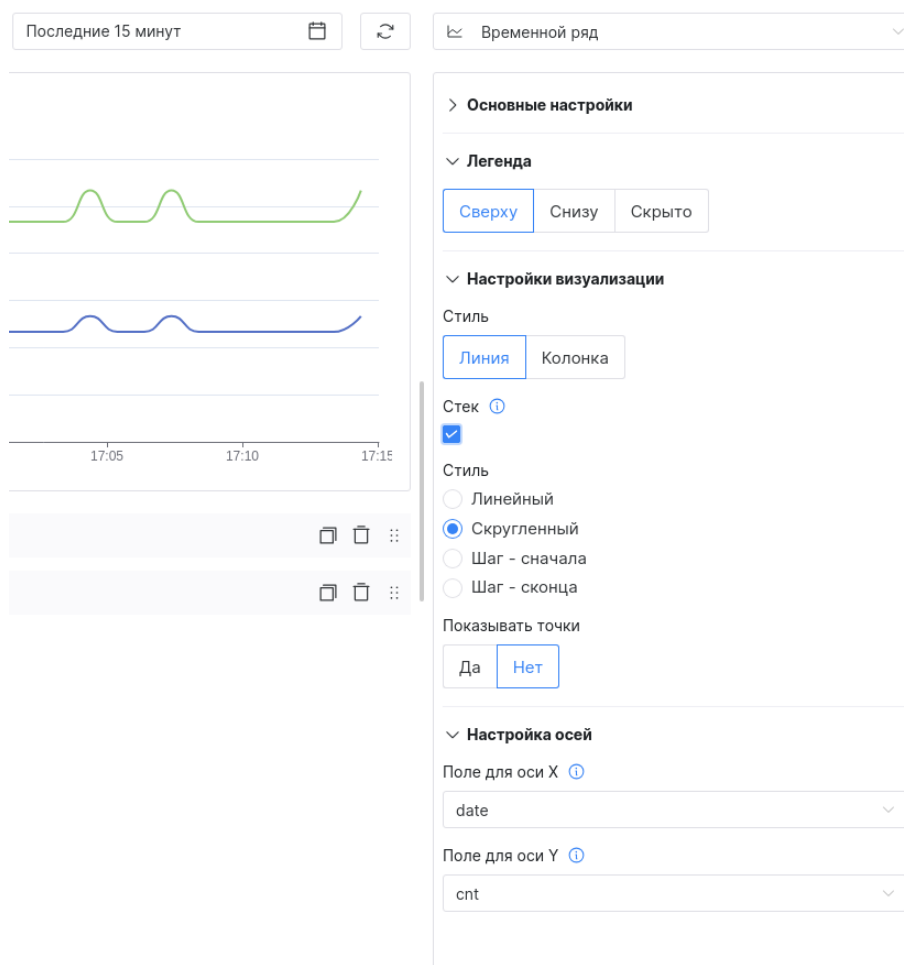 Последние 15 минут
Временной ряд
Основные настройки
Легенда
Сверху Снизу Скрыто
Настройки визуализации
Стиль
Линия Колонка
Стек
Стиль
Линейный
Скругленный
Шаг - сначала
Шаг - сконца
Показывать точки
Да Нет
Настройка осей
Поле для оси X
date
Поле для оси Y
cnt
17:05 17:10 17:15